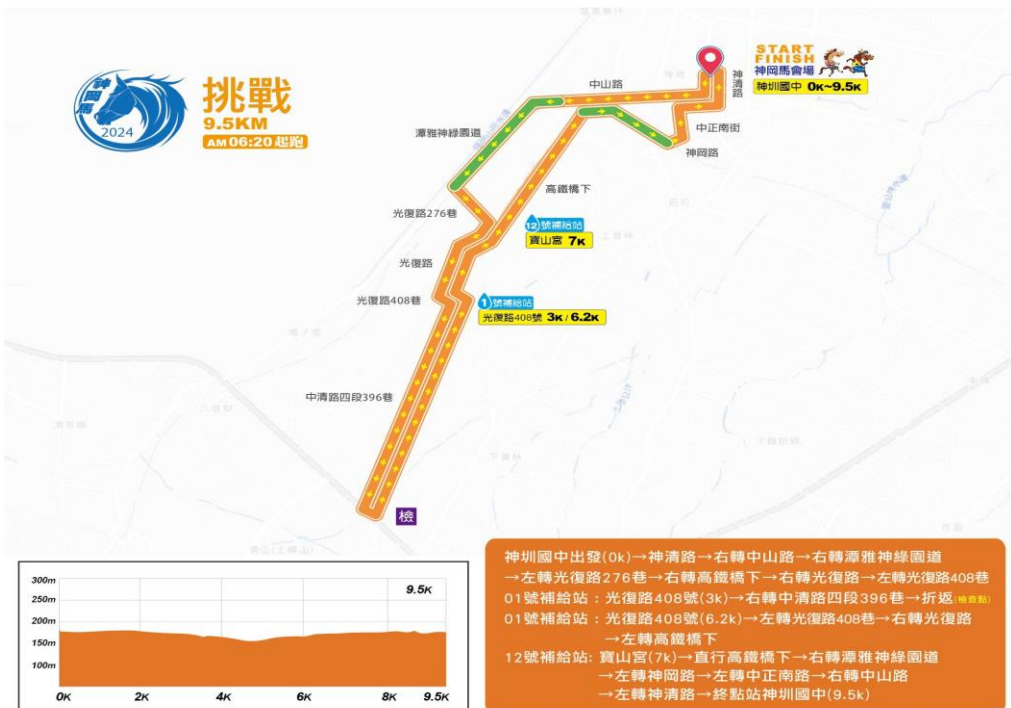 神岡馬
2024
挑戰
9.5KM
AM 06:20 起跑
START
FINISH
神岡馬會場
神圳國中 0K~9.5K
神清路
中山路
中正南街
神岡路
潭雅神綠園道
高鐵橋下
光復路276巷
12號補給站
寶山宮 7K
光復路
光復路408巷
1號補給站
光復路408號 3K / 6.2K
中清路四段396巷
檢
300m
250m
200m
150m
100m
9.5K
0K 2K 4K 6K 8K 9.5K
神圳國中出發(0k)→神清路→右轉中山路→右轉潭雅神綠園道
→左轉光復路276巷→右轉高鐵橋下→右轉光復路→左轉光復路408巷
01號補給站：光復路408號(3k)→右轉中清路四段396巷→折返(檢查點)
01號補給站：光復路408號(6.2k)→左轉光復路408巷→右轉光復路
→左轉高鐵橋下
12號補給站: 寶山宮(7k)→直行高鐵橋下→右轉潭雅神綠園道
→左轉神岡路→左轉中正南路→右轉中山路
→左轉神清路→終點站神圳國中(9.5k)